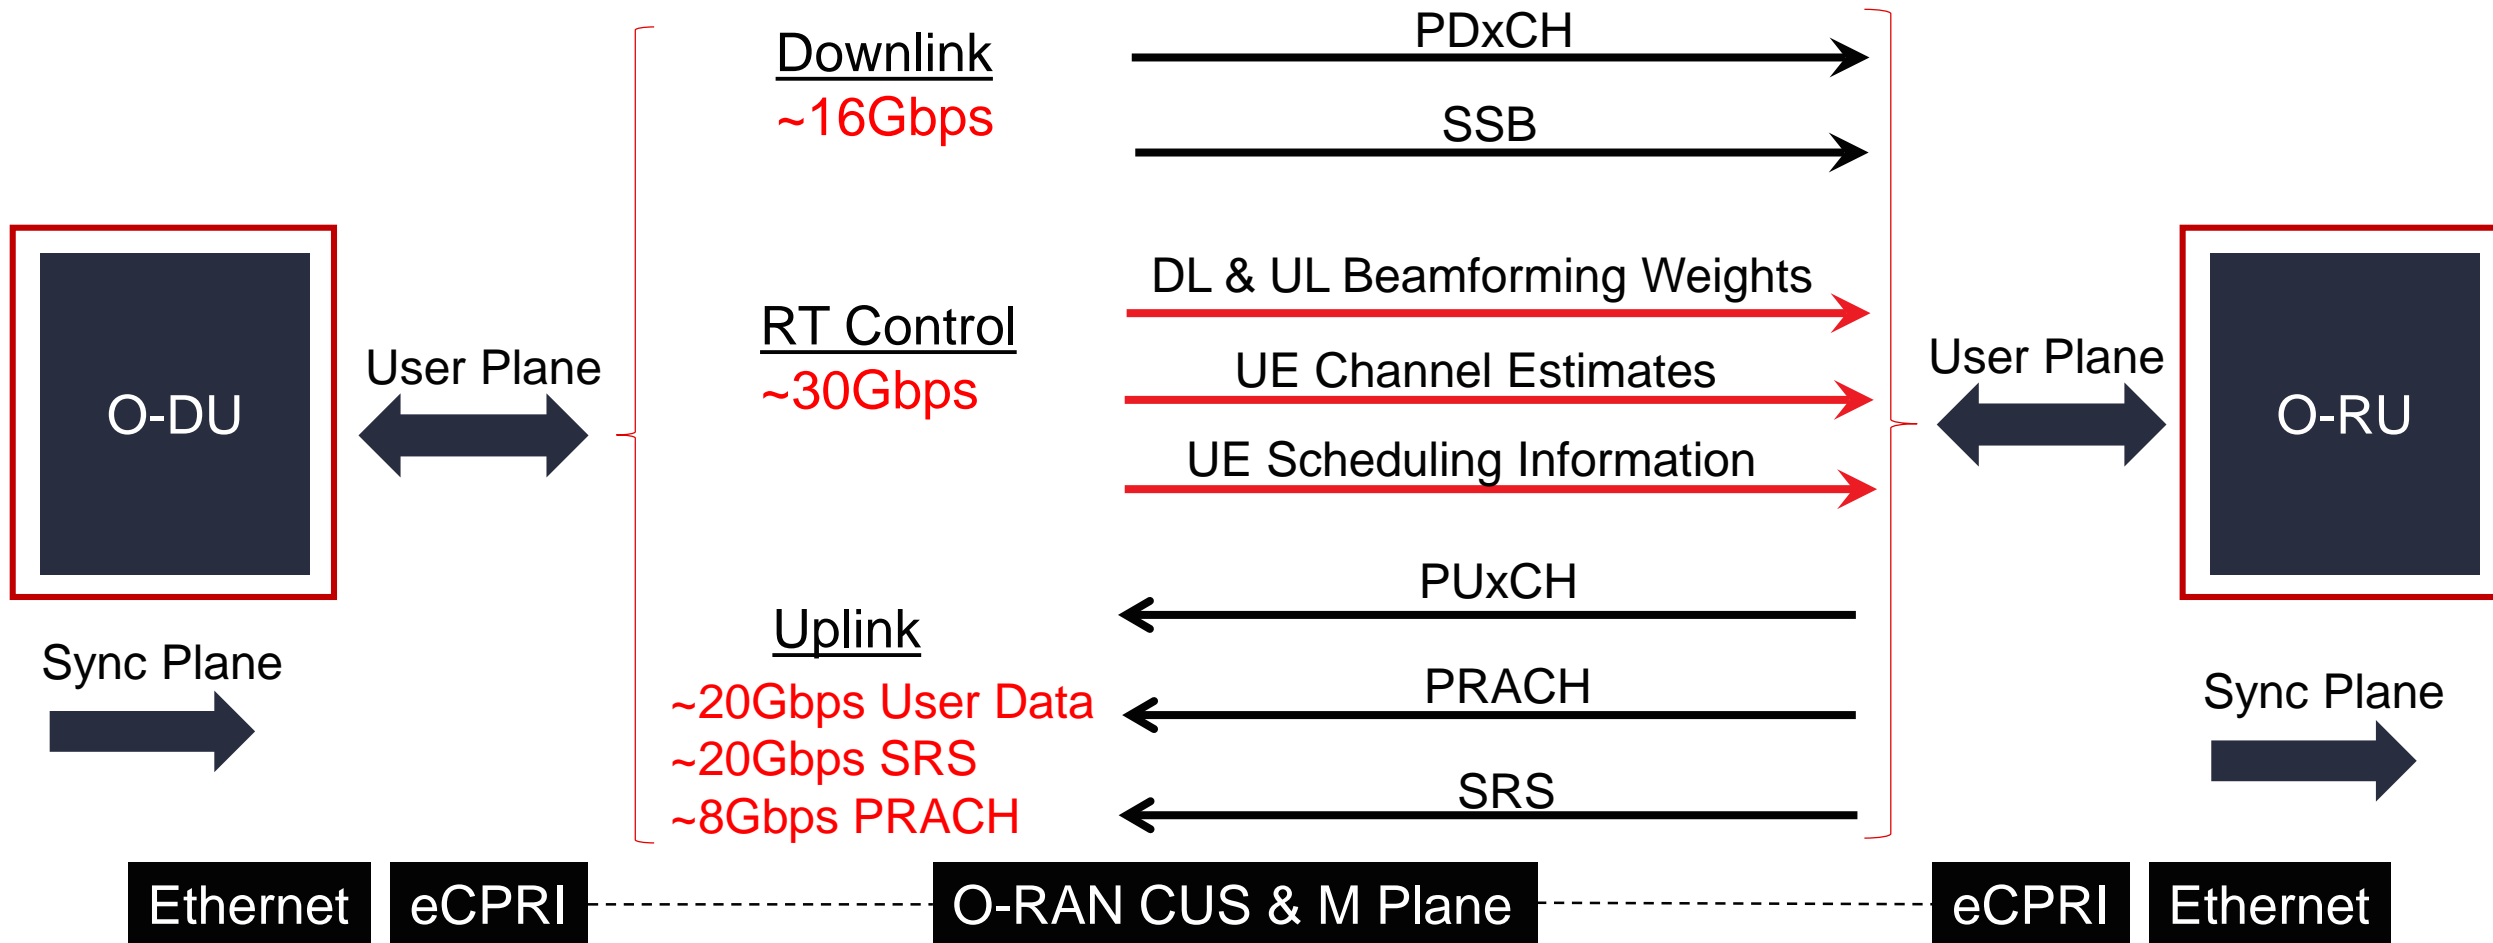 Downlink
~16Gbps
PDxCH
SSB
RT Control
~30Gbps
DL & UL Beamforming Weights
UE Channel Estimates
UE Scheduling Information
User Plane
O-DU
User Plane
O-RU
Uplink
~20Gbps User Data
~20Gbps SRS
~8Gbps PRACH
PUxCH
PRACH
SRS
Sync Plane
Sync Plane
Ethernet
eCPRI
O-RAN CUS & M Plane
eCPRI
Ethernet